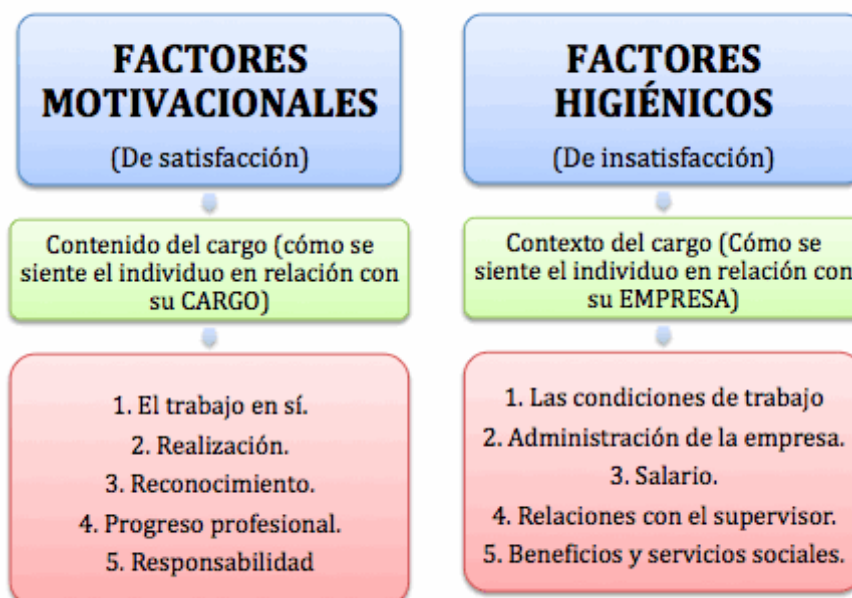 FACTORES
MOTIVACIONALES
(De satisfacción)
Contenido del cargo (cómo se
siente el individuo en relación con
su CARGO)
1. El trabajo en sí.
2. Realización.
3. Reconocimiento.
4. Progreso profesional.
5. Responsabilidad
FACTORES
HIGIÉNICOS
(De insatisfacción)
Contexto del cargo (Cómo se
siente el individuo en relación con
su EMPRESA)
1. Las condiciones de trabajo
2. Administración de la empresa.
3. Salario.
4. Relaciones con el supervisor.
5. Beneficios y servicios sociales.